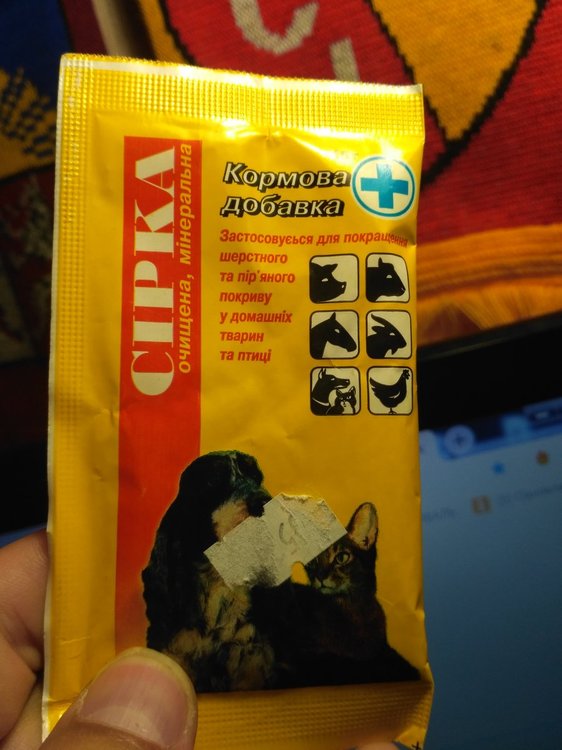 СІРКА
очищена, мінеральна
Кормова
добавка
Застосовується для покращення
шерстного
та пір'яного
покриву
у домашніх
тварин
та птиці